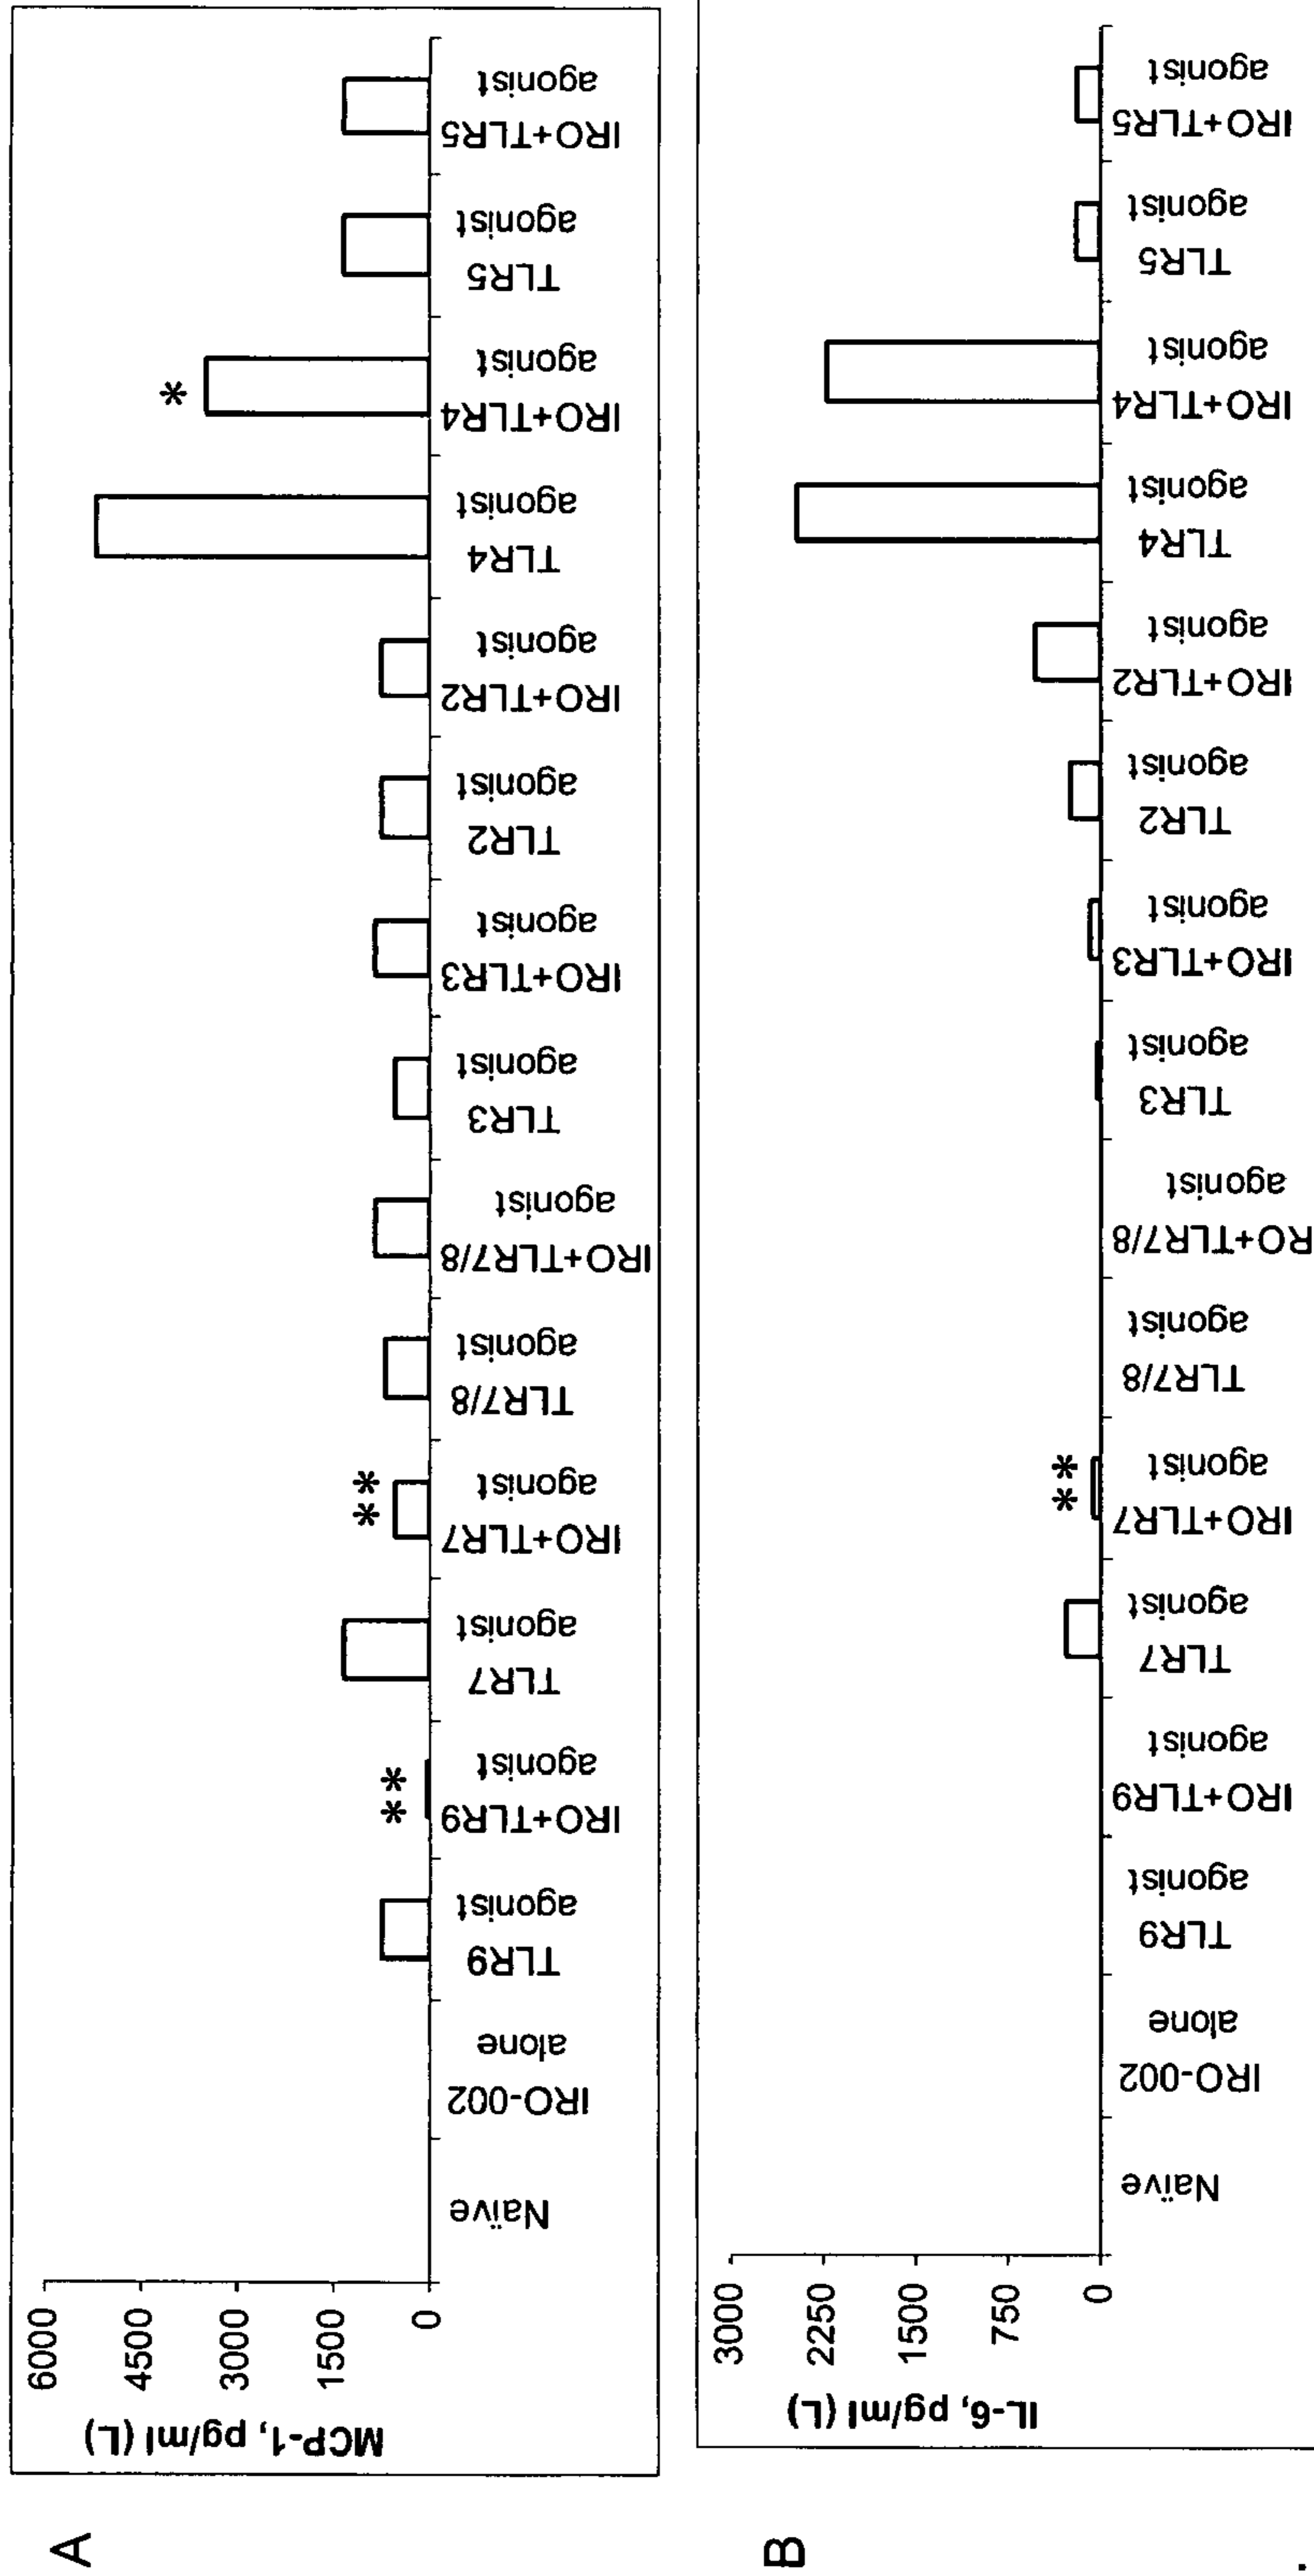 A
MCP-1, pg/ml (L)
6000
4500
3000
1500
0
Naïve
IRO-002
alone
TLR9
agonist
**
IRO+TLR9
agonist
TLR7
agonist
**
IRO+TLR7
agonist
TLR7/8
agonist
IRO+TLR7/8
agonist
TLR3
agonist
IRO+TLR3
agonist
TLR2
agonist
IRO+TLR2
agonist
TLR4
agonist
*
IRO+TLR4
agonist
TLR5
agonist
IRO+TLR5
agonist
B
IL-6, pg/ml (L)
3000
2250
1500
750
0
Naïve
IRO-002
alone
TLR9
agonist
IRO+TLR9
agonist
TLR7
agonist
**
IRO+TLR7
agonist
TLR7/8
agonist
RO+TLR7/8
agonist
TLR3
agonist
IRO+TLR3
agonist
TLR2
agonist
IRO+TLR2
agonist
TLR4
agonist
IRO+TLR4
agonist
TLR5
agonist
IRO+TLR5
agonist